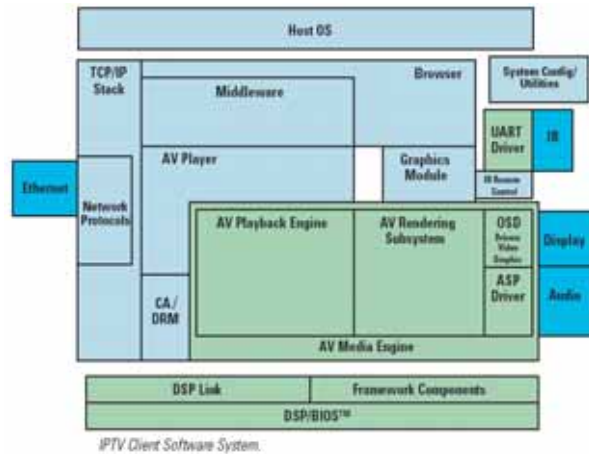 Host OS
TCP/IP
Stack
Browser
System Config/
Utilities
Middleware
UART
Driver
IR
AV Player
Graphics
Module
IR Remote
Control
Ethernet
Network
Protocols
AV Playback Engine
AV Rendering
Subsystem
OSD
Video
Graphics
Display
CA /
DRM
ASP
Driver
Audio
AV Media Engine
DSP Link
Framework Components
DSP/BIOS™
IPTV Client Software System.